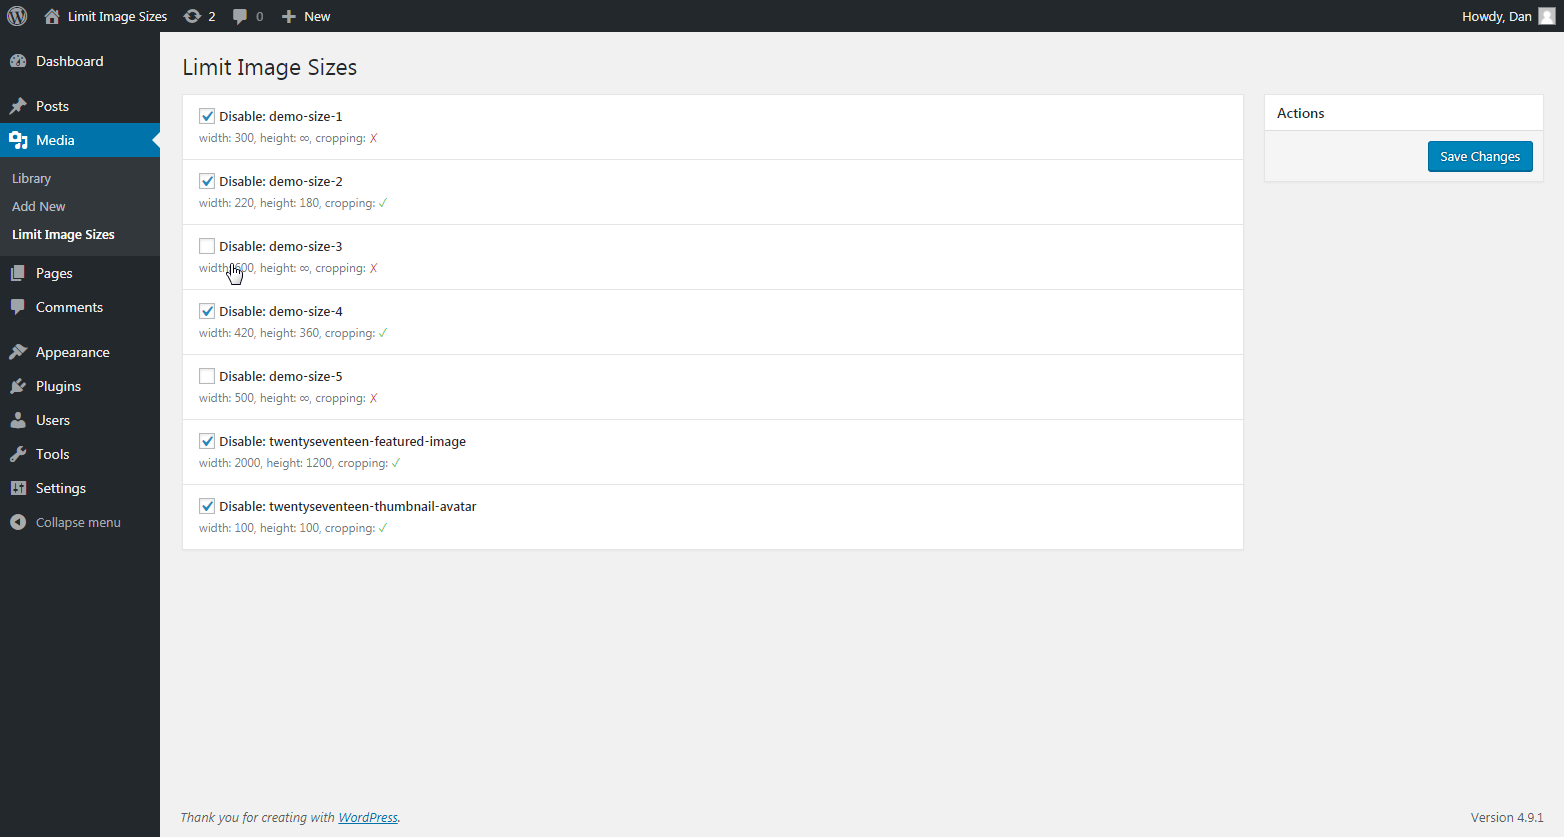 Limit Image Sizes 2 0 New Howdy, Dan
Dashboard
Posts
Media
Library
Add New
Limit Image Sizes
Pages
Comments
Appearance
Plugins
Users
Tools
Settings
Collapse menu
Limit Image Sizes
Disable: demo-size-1
width: 300, height: ∞, cropping: ✗
Disable: demo-size-2
width: 220, height: 180, cropping: ✓
Disable: demo-size-3
width: 600, height: ∞, cropping: ✗
Disable: demo-size-4
width: 420, height: 360, cropping: ✓
Disable: demo-size-5
width: 500, height: ∞, cropping: ✗
Disable: twentyseventeen-featured-image
width: 2000, height: 1200, cropping: ✓
Disable: twentyseventeen-thumbnail-avatar
width: 100, height: 100, cropping: ✓
Actions
Save Changes
Thank you for creating with WordPress.
Version 4.9.1